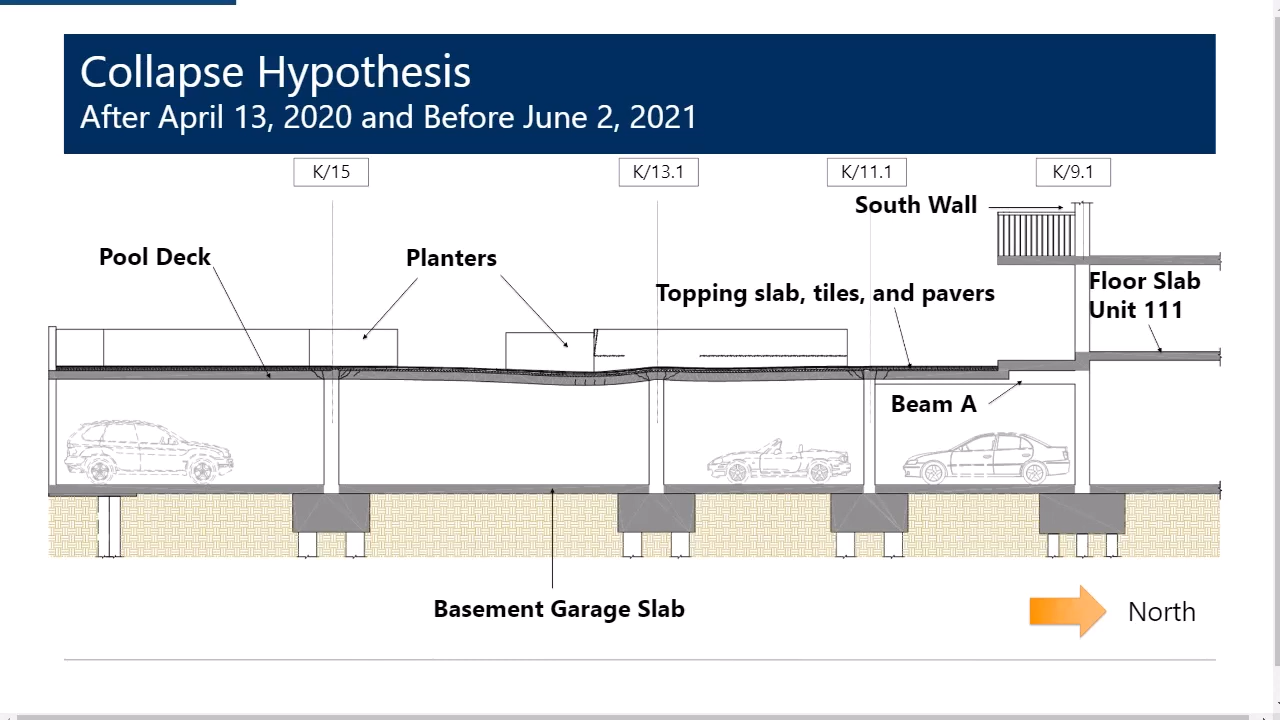 Collapse Hypothesis
After April 13, 2020 and Before June 2, 2021
K/15
K/13.1
K/11.1
K/9.1
South Wall
Pool Deck
Planters
Topping slab, tiles, and pavers
Floor Slab
Unit 111
Beam A
Basement Garage Slab
North